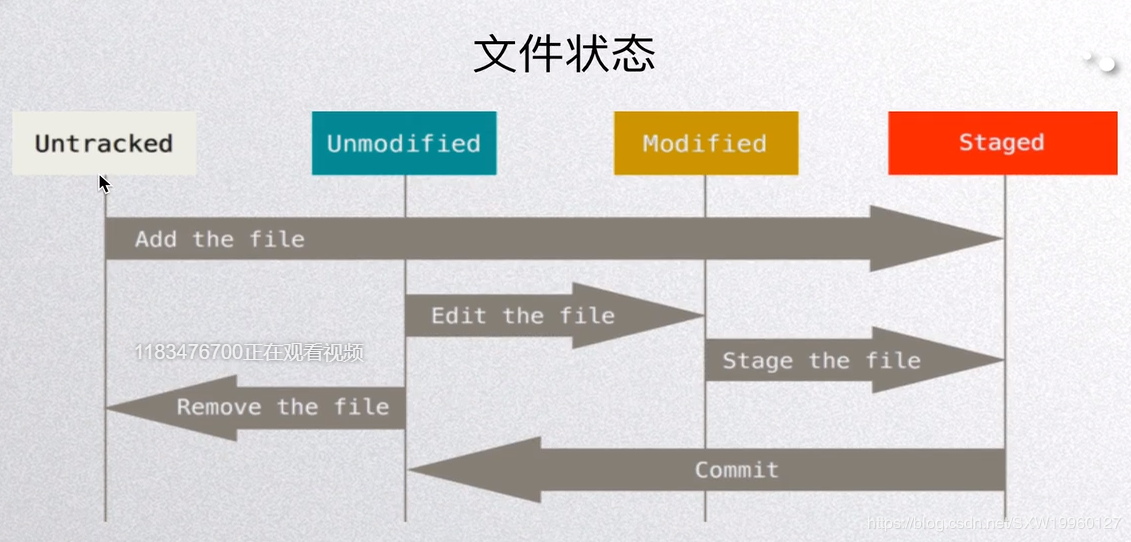 文件状态
Untracked
Unmodified
Modified
Staged
Add the file
Edit the file
1183476700正在观看视频
Stage the file
Remove the file
Commit
https://blog.csdn.net/SXW19960127